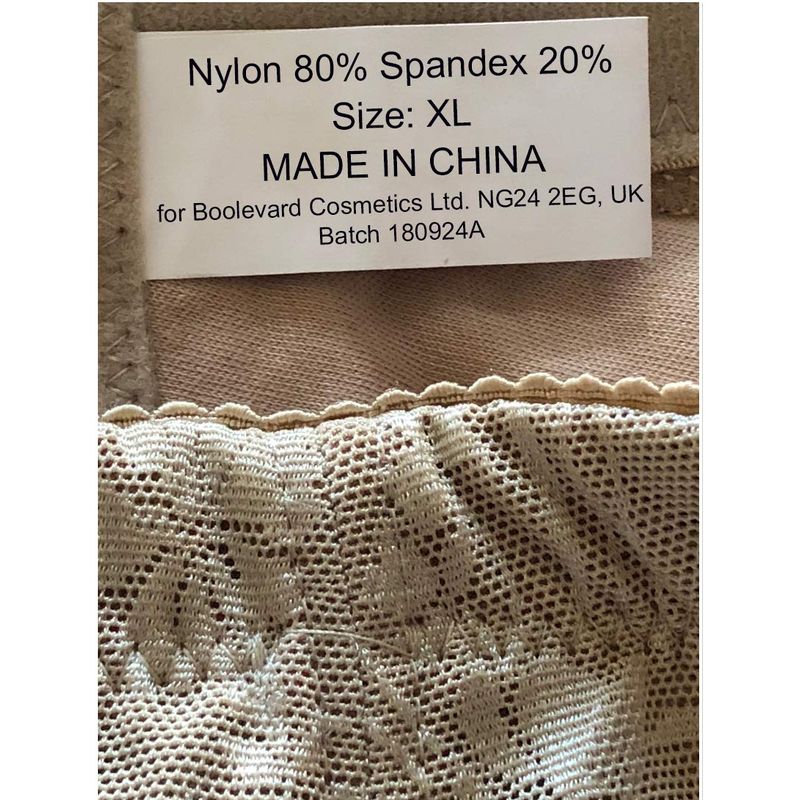 Nylon 80% Spandex 20%
Size: XL
MADE IN CHINA
for Boolevard Cosmetics Ltd. NG24 2EG, UK
Batch 180924A